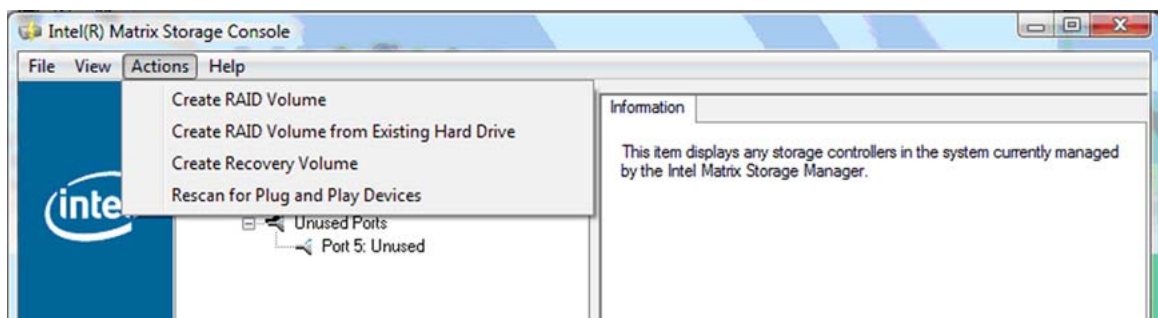 Intel(R) Matrix Storage Console
File View Actions Help
Create RAID Volume
Create RAID Volume from Existing Hard Drive
Create Recovery Volume
Rescan for Plug and Play Devices
Unused Ports
Port 5: Unused
Information
This item displays any storage controllers in the system currently managed
by the Intel Matrix Storage Manager.
inte